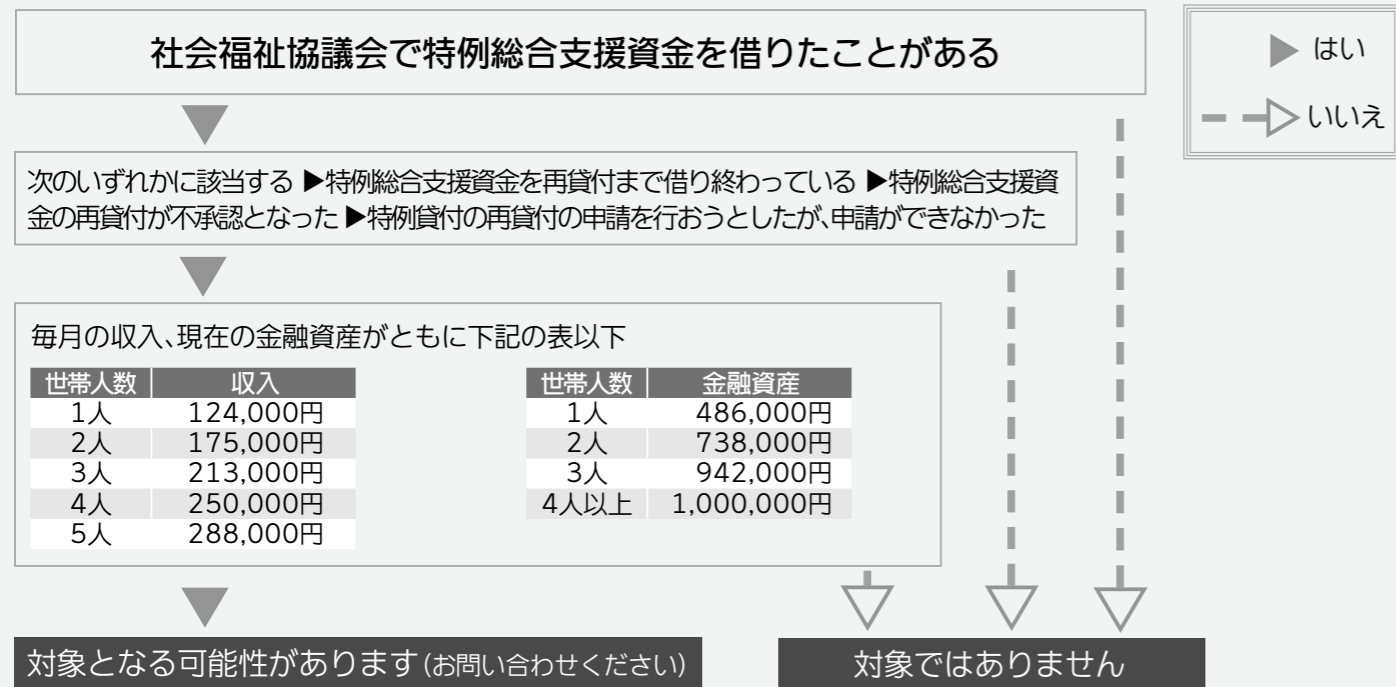 社会福祉協議会で特例総合支援資金を借りたことがある
▶ はい
いいえ
次のいずれかに該当する ▶特例総合支援資金を再貸付まで借り終わっている ▶特例総合支援資
金の再貸付が不承認となった ▶特例貸付の再貸付の申請を行おうとしたが、申請ができなかった
毎月の収入、現在の金融資産がともに下記の表以下
世帯人数 収入
1人 124,000円
2人 175,000円
3人 213,000円
4人 250,000円
5人 288,000円
世帯人数 金融資産
1人 486,000円
2人 738,000円
3人 942,000円
4人以上 1,000,000円
対象となる可能性があります(お問い合わせください)
対象ではありません